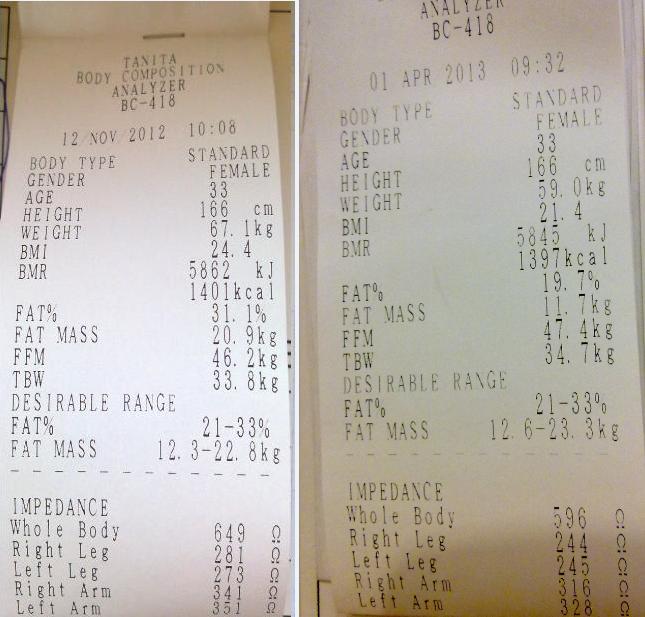 TANITA
BODY COMPOSITION
ANALYZER
BC-418
12/NOV/2012 10:08
BODY TYPE STANDARD
GENDER FEMALE
AGE 33
HEIGHT 166 cm
WEIGHT 67.1kg
BMI 24.4
BMR 5862 kJ
1401kcal
FAT% 31.1%
FAT MASS 20.9kg
FFM 46.2kg
TBW 33.8kg
DESIRABLE RANGE
FAT% 21-33%
FAT MASS 12.3-22.8kg
IMPEDANCE
Whole Body 649 Ω
Right Leg 281 Ω
Left Leg 273 Ω
Right Arm 341 Ω
Left Arm 351 Ω
ANALYZER
BC-418
01 APR 2013 09:32
BODY TYPE STANDARD
GENDER FEMALE
AGE 33
HEIGHT 166 cm
WEIGHT 59.0kg
BMI 21.4
BMR 5845 kJ
1397kcal
FAT% 19.7%
FAT MASS 11.7kg
FFM 47.4kg
TBW 34.7kg
DESIRABLE RANGE
FAT% 21-33%
FAT MASS 12.6-23.3kg
IMPEDANCE
Whole Body 596 Ω
Right Leg 244 Ω
Left Leg 245 Ω
Right Arm 316 Ω
Left Arm 328 Ω